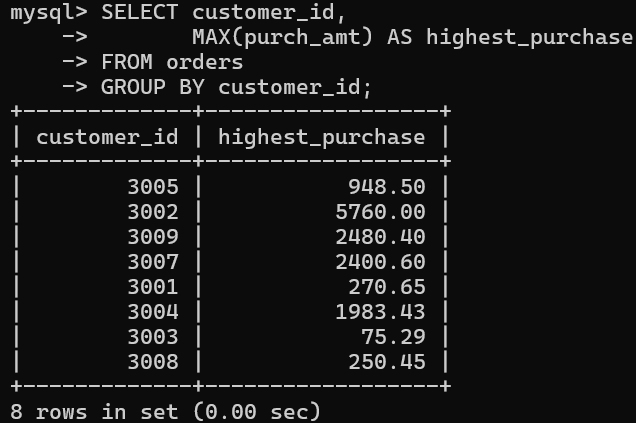 mysql> SELECT customer_id,
    ->        MAX(purch_amt) AS highest_purchase
    -> FROM orders
    -> GROUP BY customer_id;
+-------------+------------------+
| customer_id | highest_purchase |
+-------------+------------------+
|        3005 |           948.50 |
|        3002 |          5760.00 |
|        3009 |          2480.40 |
|        3007 |          2400.60 |
|        3001 |           270.65 |
|        3004 |          1983.43 |
|        3003 |            75.29 |
|        3008 |           250.45 |
+-------------+------------------+
8 rows in set (0.00 sec)